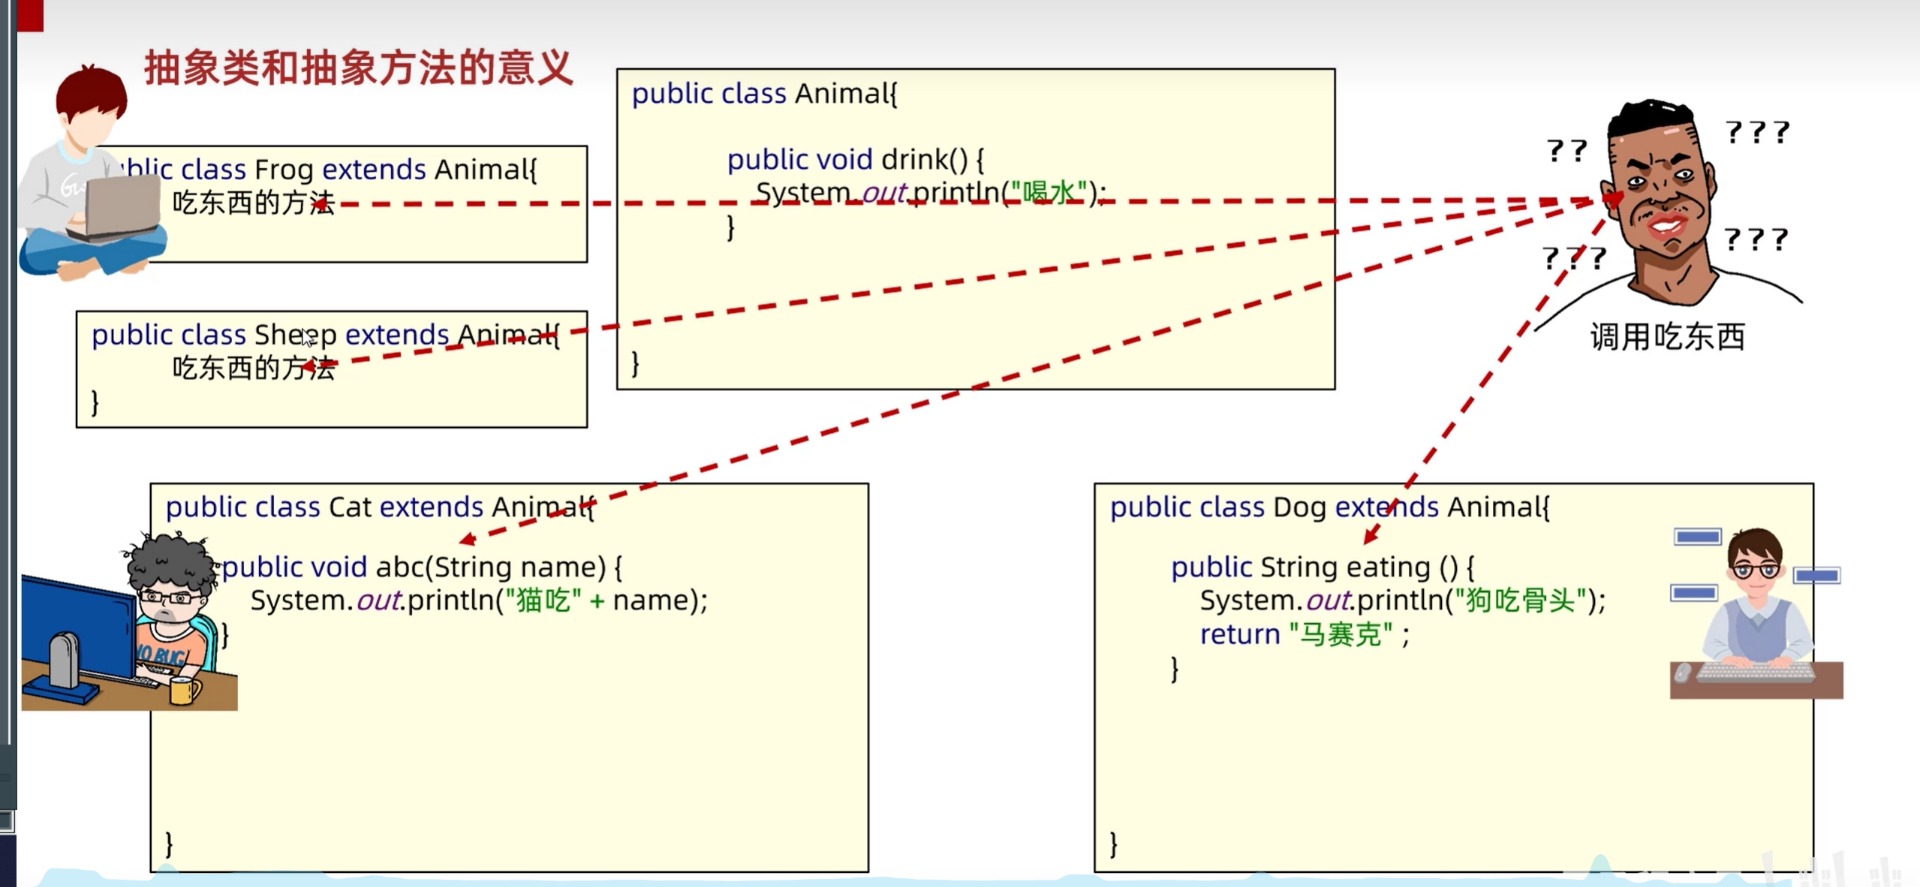 抽象类和抽象方法的意义
public class Animal{
public void drink() {
System.out.println("喝水");
}
}
blic class Frog extends Animal{
吃东西的方法
public class Sheep extends Animal{
吃东西的方法
}
??
???
???
???
调用吃东西
public class Cat extends Animal{
public void abc(String name) {
System.out.println("猫吃" + name);
}
}
NO BUG
public class Dog extends Animal{
public String eating () {
System.out.println("狗吃骨头");
return "马赛克" ;
}
}